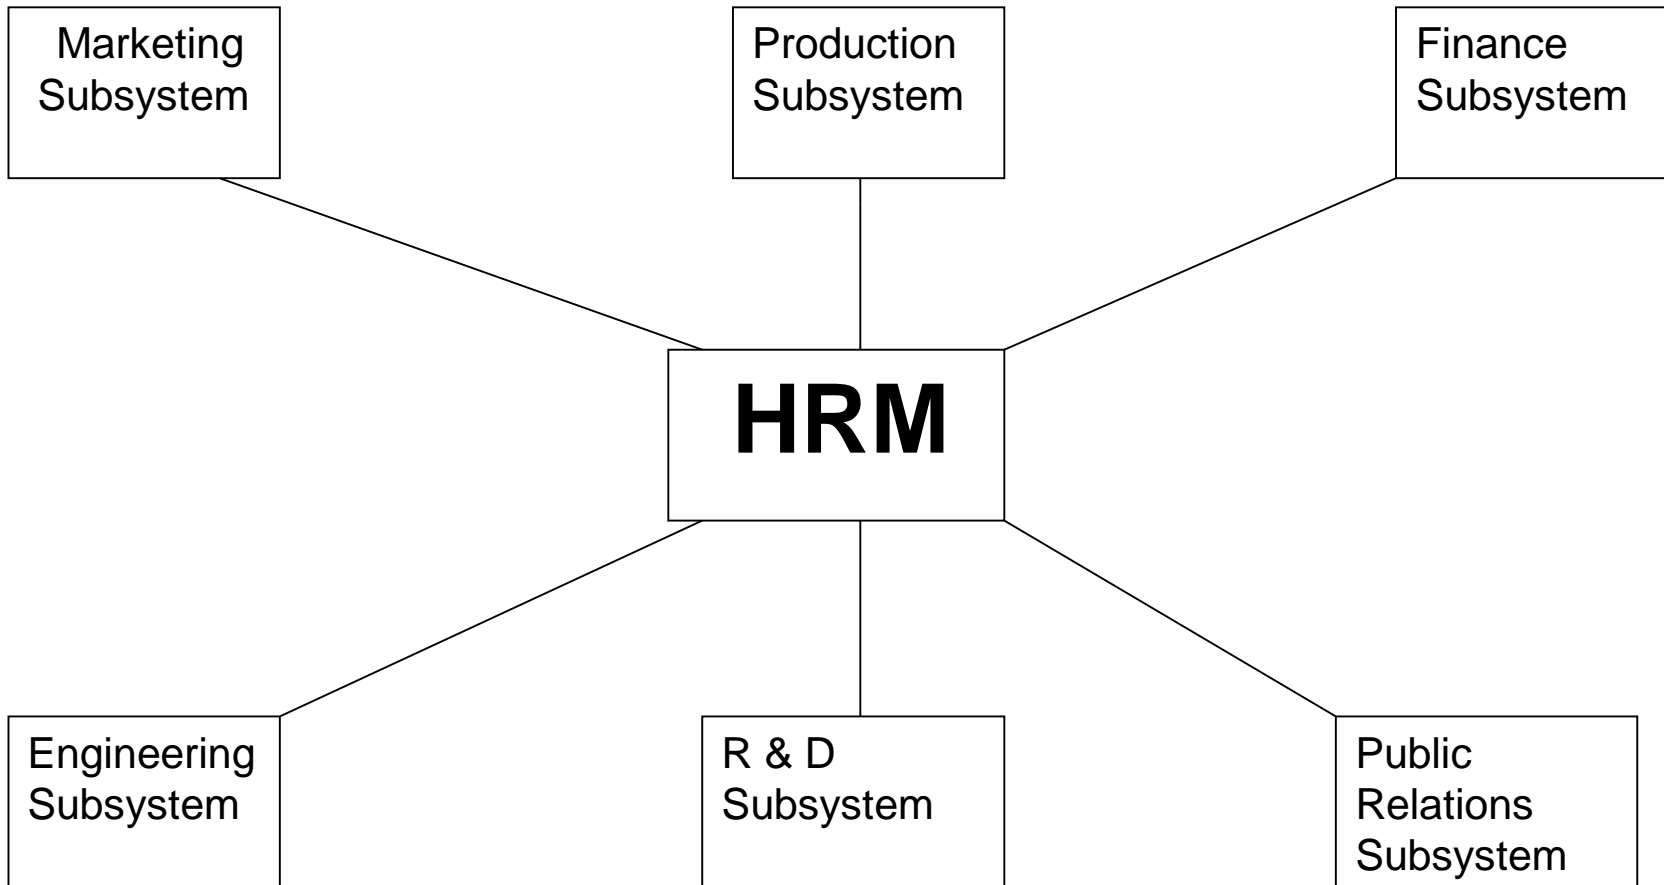 Marketing
Subsystem
Production
Subsystem
Finance
Subsystem
HRM
Engineering
Subsystem
R & D
Subsystem
Public
Relations
Subsystem